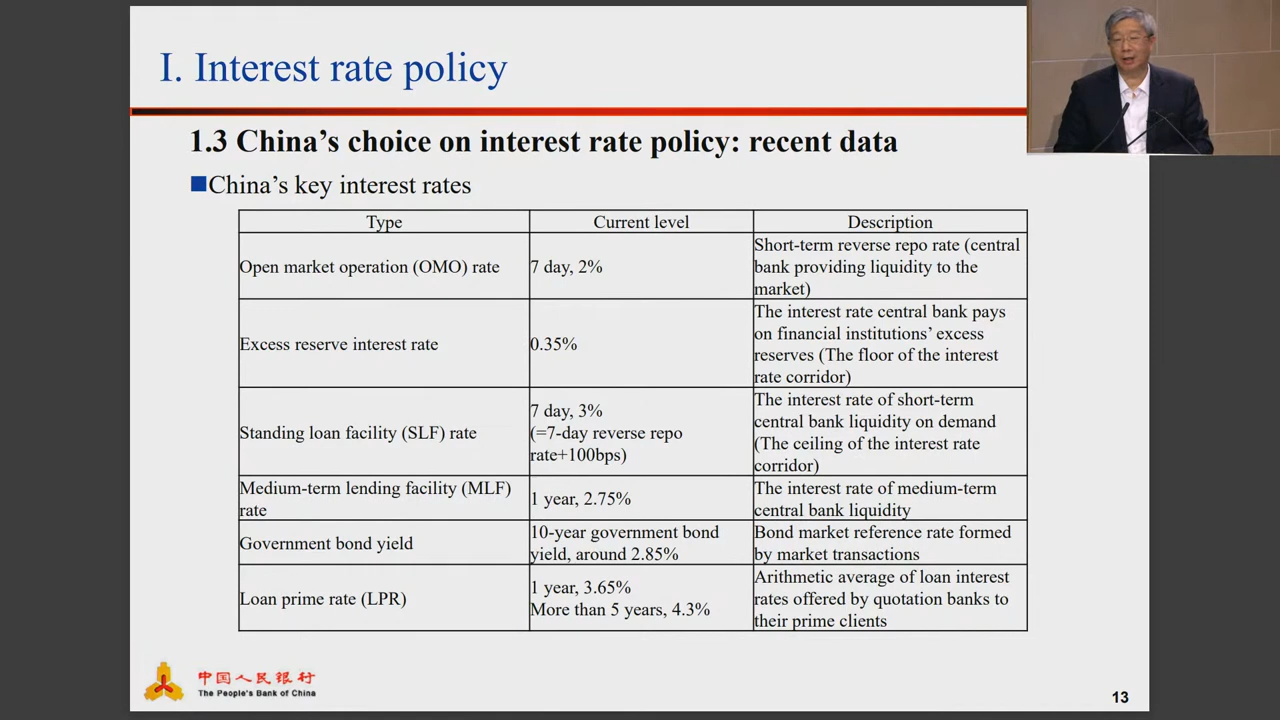 I. Interest rate policy
1.3 China’s choice on interest rate policy: recent data
China’s key interest rates
Type
Current level
Description
Open market operation (OMO) rate
7 day, 2%
Short-term reverse repo rate (central
bank providing liquidity to the
market)
Excess reserve interest rate
0.35%
The interest rate central bank pays
on financial institutions’ excess
reserves (The floor of the interest
rate corridor)
Standing loan facility (SLF) rate
7 day, 3%
(=7-day reverse repo
rate+100bps)
The interest rate of short-term
central bank liquidity on demand
(The ceiling of the interest rate
corridor)
Medium-term lending facility (MLF)
rate
1 year, 2.75%
The interest rate of medium-term
central bank liquidity
Government bond yield
10-year government bond
yield, around 2.85%
Bond market reference rate formed
by market transactions
Loan prime rate (LPR)
1 year, 3.65%
More than 5 years, 4.3%
Arithmetic average of loan interest
rates offered by quotation banks to
their prime clients
中国人民银行
The People's Bank of China
13